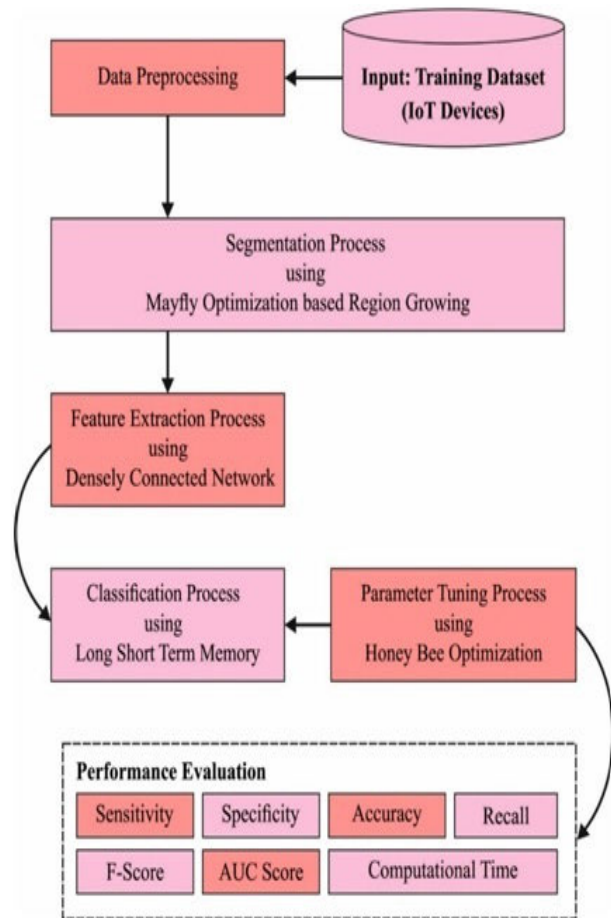 Data Preprocessing
Input: Training Dataset
(IoT Devices)
Segmentation Process
using
Mayfly Optimization based Region Growing
Feature Extraction Process
using
Densely Connected Network
Classification Process
using
Long Short Term Memory
Parameter Tuning Process
using
Honey Bee Optimization
Performance Evaluation
Sensitivity
Specificity
Accuracy
Recall
F-Score
AUC Score
Computational Time